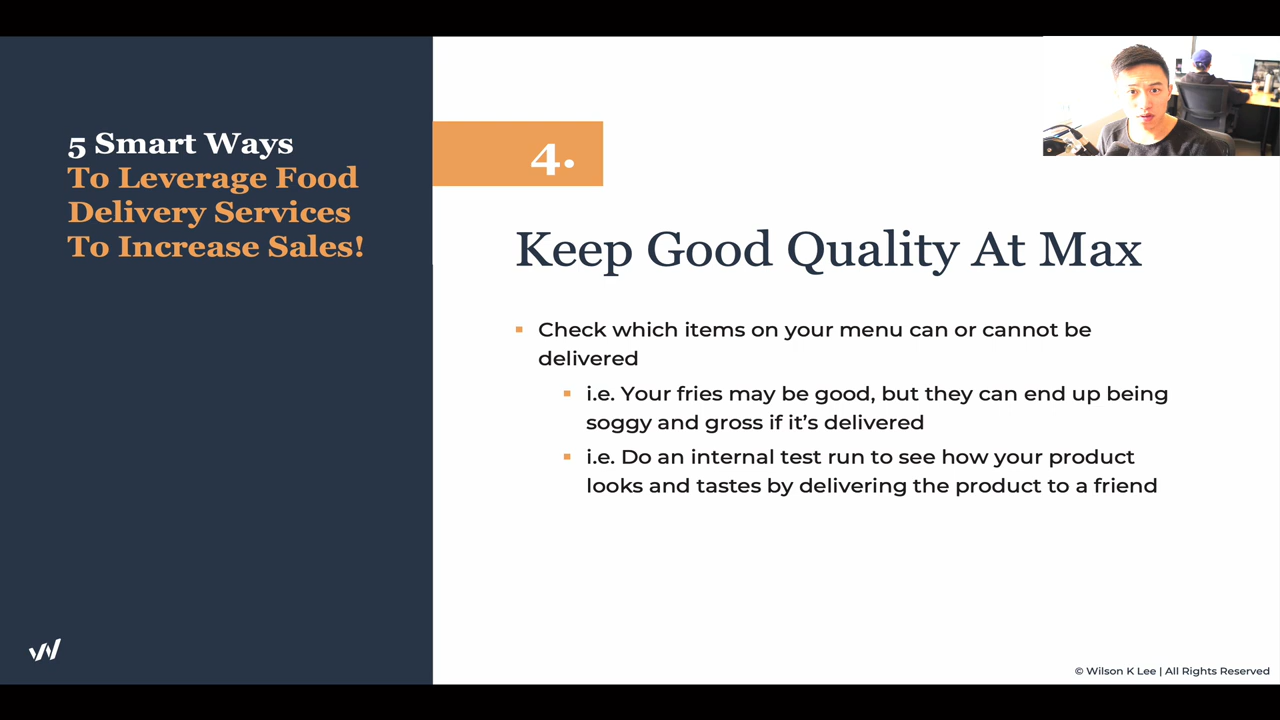 5 Smart Ways
To Leverage Food
Delivery Services
To Increase Sales!
4.
Keep Good Quality At Max
Check which items on your menu can or cannot be
delivered
i.e. Your fries may be good, but they can end up being
soggy and gross if it’s delivered
i.e. Do an internal test run to see how your product
looks and tastes by delivering the product to a friend
© Wilson K Lee | All Rights Reserved